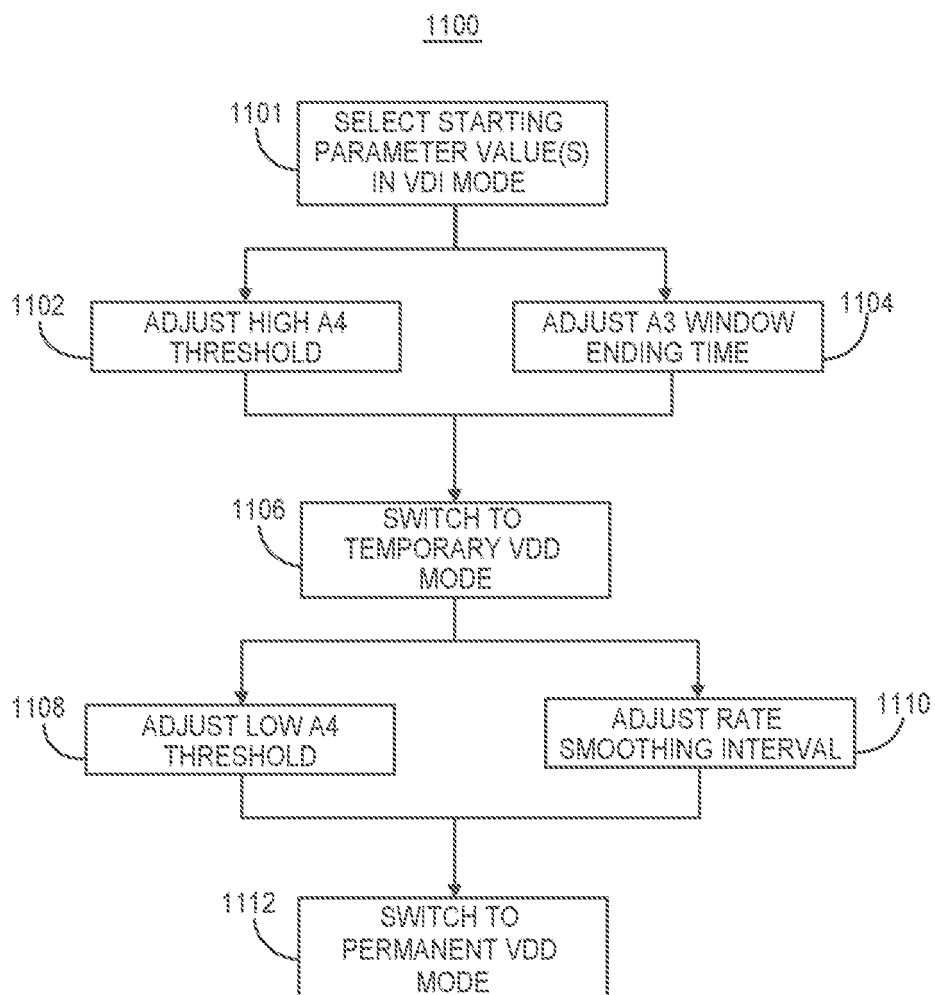 1100
1101
SELECT STARTING
PARAMETER VALUE(S)
IN VDI MODE
1102
ADJUST HIGH A4
THRESHOLD
ADJUST A3 WINDOW
ENDING TIME
1104
1106
SWITCH TO
TEMPORARY VDD
MODE
1108
ADJUST LOW A4
THRESHOLD
ADJUST RATE
SMOOTHING INTERVAL
1110
1112
SWITCH TO
PERMANENT VDD
MODE